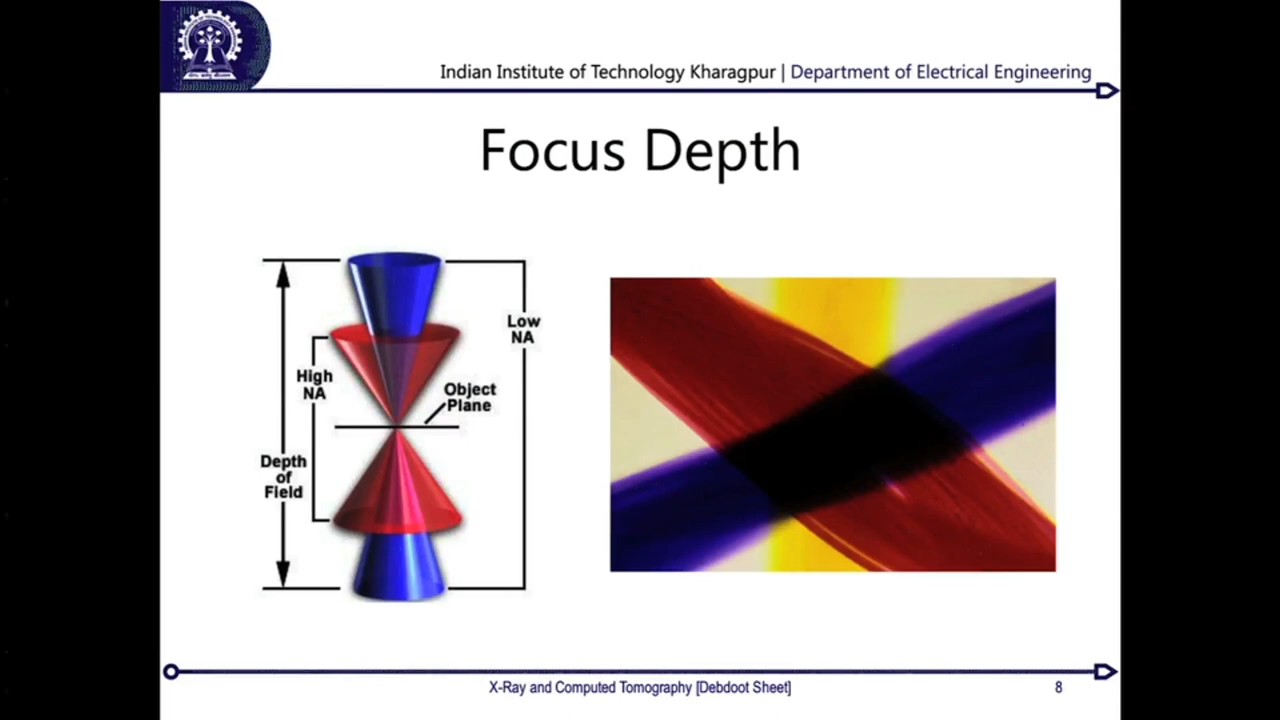 Indian Institute of Technology Kharagpur | Department of Electrical Engineering
Focus Depth
Low
NA
High
NA
Object
Plane
Depth
of
Field
X-Ray and Computed Tomography [Debdoot Sheet]
8